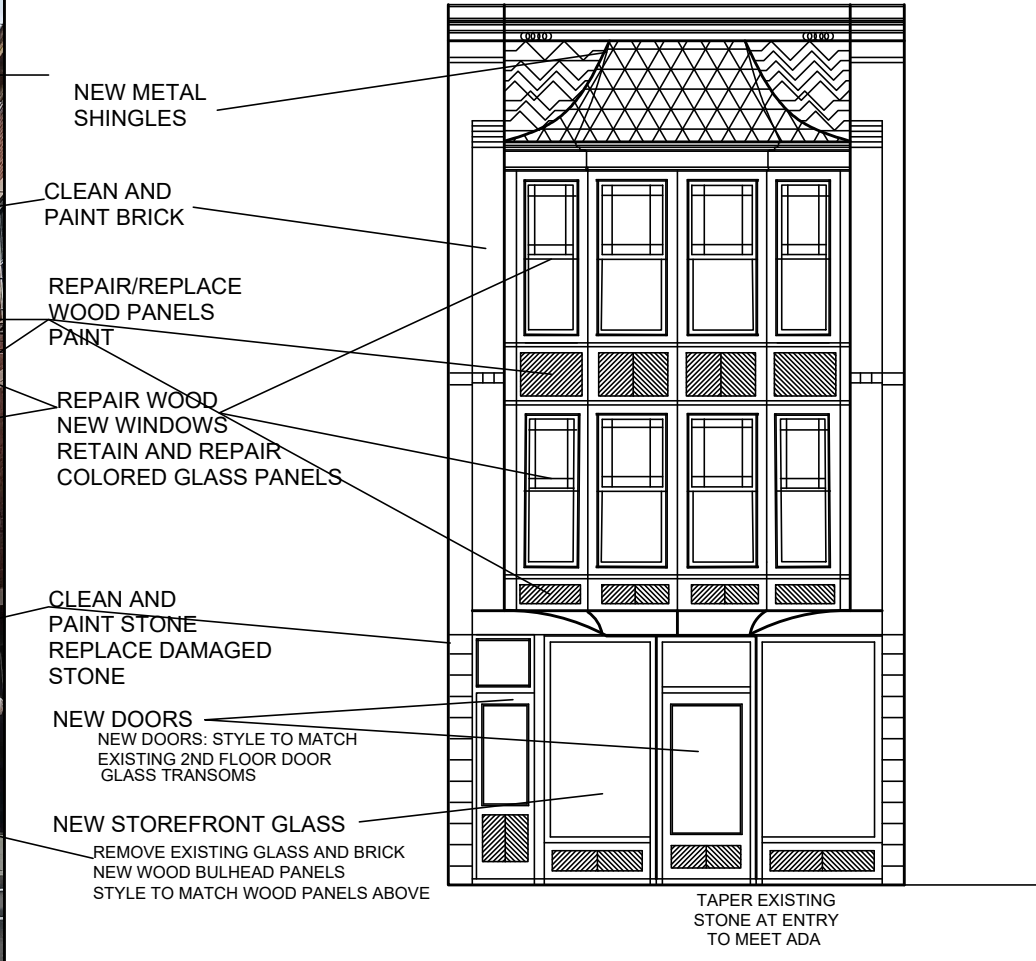 NEW METAL
SHINGLES
CLEAN AND
PAINT BRICK
REPAIR/REPLACE
WOOD PANELS
PAINT
REPAIR WOOD
NEW WINDOWS
RETAIN AND REPAIR
COLORED GLASS PANELS
CLEAN AND
PAINT STONE
REPLACE DAMAGED
STONE
NEW DOORS
NEW DOORS: STYLE TO MATCH
EXISTING 2ND FLOOR DOOR
GLASS TRANSOMS
NEW STOREFRONT GLASS
REMOVE EXISTING GLASS AND BRICK
NEW WOOD BULHEAD PANELS
STYLE TO MATCH WOOD PANELS ABOVE
TAPER EXISTING
STONE AT ENTRY
TO MEET ADA